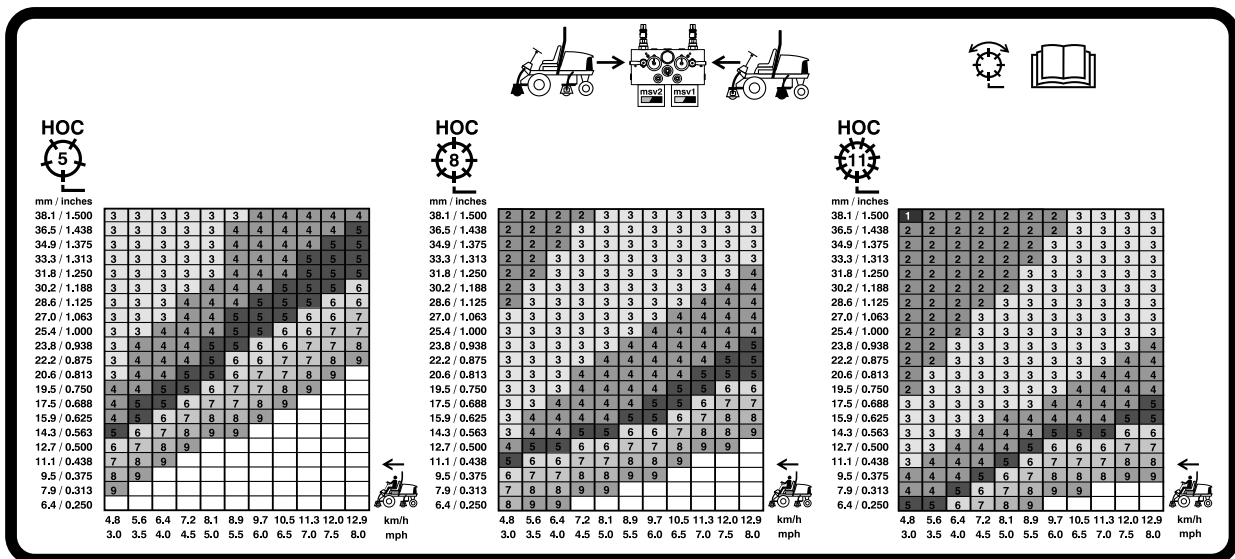 msv2 msv1
HOC
5
mm / inches
38.1 / 1.500 3 3 3 3 3 3 4 4 4 4 4
36.5 / 1.438 3 3 3 3 3 4 4 4 4 4 5
34.9 / 1.375 3 3 3 3 3 4 4 4 4 5 5
33.3 / 1.313 3 3 3 3 3 4 4 4 5 5 5
31.8 / 1.250 3 3 3 3 3 4 4 4 5 5 5
30.2 / 1.188 3 3 3 3 4 4 4 5 5 5 6
28.6 / 1.125 3 3 3 4 4 4 5 5 5 6 6
27.0 / 1.063 3 3 3 4 4 5 5 5 6 6 7
25.4 / 1.000 3 3 4 4 4 5 5 6 6 7 7
23.8 / 0.938 3 4 4 4 5 5 6 6 7 7 8
22.2 / 0.875 3 4 4 4 5 6 6 7 7 8 9
20.6 / 0.813 3 4 4 5 5 6 7 7 8 9
19.5 / 0.750 4 4 5 5 6 7 7 8 9
17.5 / 0.688 4 5 5 6 7 7 8 9
15.9 / 0.625 4 5 6 7 8 8 9
14.3 / 0.563 5 6 7 8 9 9
12.7 / 0.500 6 7 8 9
11.1 / 0.438 7 8 9
9.5 / 0.375 8 9
7.9 / 0.313 9
6.4 / 0.250
4.8 5.6 6.4 7.2 8.1 8.9 9.7 10.5 11.3 12.0 12.9 km/h
3.0 3.5 4.0 4.5 5.0 5.5 6.0 6.5 7.0 7.5 8.0 mph
HOC
8
mm / inches
38.1 / 1.500 2 2 2 2 3 3 3 3 3 3 3
36.5 / 1.438 2 2 2 3 3 3 3 3 3 3 3
34.9 / 1.375 2 2 2 3 3 3 3 3 3 3 3
33.3 / 1.313 2 2 3 3 3 3 3 3 3 3 3
31.8 / 1.250 2 2 3 3 3 3 3 3 3 3 4
30.2 / 1.188 2 3 3 3 3 3 3 3 3 4 4
28.6 / 1.125 2 3 3 3 3 3 3 3 4 4 4
27.0 / 1.063 3 3 3 3 3 3 3 4 4 4 4
25.4 / 1.000 3 3 3 3 3 3 4 4 4 4 4
23.8 / 0.938 3 3 3 3 3 4 4 4 4 4 5
22.2 / 0.875 3 3 3 3 4 4 4 4 4 5 5
20.6 / 0.813 3 3 3 4 4 4 4 4 5 5 5
19.5 / 0.750 3 3 3 4 4 4 4 5 5 6 6
17.5 / 0.688 3 3 4 4 4 4 5 5 6 7 7
15.9 / 0.625 3 4 4 4 4 5 5 6 7 8 8
14.3 / 0.563 3 4 4 5 5 6 6 7 8 8 9
12.7 / 0.500 4 5 5 6 6 7 7 8 9 9
11.1 / 0.438 5 6 6 7 7 8 8 9
9.5 / 0.375 6 7 7 8 8 9 9
7.9 / 0.313 7 8 8 9 9
6.4 / 0.250 8 9 9
4.8 5.6 6.4 7.2 8.1 8.9 9.7 10.5 11.3 12.0 12.9 km/h
3.0 3.5 4.0 4.5 5.0 5.5 6.0 6.5 7.0 7.5 8.0 mph
HOC
11
mm / inches
38.1 / 1.500 1 2 2 2 2 2 2 3 3 3 3
36.5 / 1.438 2 2 2 2 2 2 2 3 3 3 3
34.9 / 1.375 2 2 2 2 2 2 3 3 3 3 3
33.3 / 1.313 2 2 2 2 2 3 3 3 3 3 3
31.8 / 1.250 2 2 2 2 2 3 3 3 3 3 3
30.2 / 1.188 2 2 2 2 3 3 3 3 3 3 3
28.6 / 1.125 2 2 2 2 3 3 3 3 3 3 3
27.0 / 1.063 2 2 2 3 3 3 3 3 3 3 3
25.4 / 1.000 2 2 2 3 3 3 3 3 3 3 3
23.8 / 0.938 2 2 3 3 3 3 3 3 3 3 4
22.2 / 0.875 2 2 3 3 3 3 3 3 3 4 4
20.6 / 0.813 2 3 3 3 3 3 3 3 4 4 4
19.5 / 0.750 2 3 3 3 3 3 3 4 4 4 4
17.5 / 0.688 3 3 3 3 3 3 4 4 4 4 5
15.9 / 0.625 3 3 3 3 4 4 4 4 4 5 5
14.3 / 0.563 3 3 3 4 4 4 5 5 5 6 6
12.7 / 0.500 3 3 4 4 4 5 6 6 6 7 7
11.1 / 0.438 3 4 4 4 5 6 6 7 7 8 8
9.5 / 0.375 4 4 4 5 6 7 7 8 8 9 9
7.9 / 0.313 4 4 5 6 7 8 9 9
6.4 / 0.250 5 5 6 7 8 9
4.8 5.6 6.4 7.2 8.1 8.9 9.7 10.5 11.3 12.0 12.9 km/h
3.0 3.5 4.0 4.5 5.0 5.5 6.0 6.5 7.0 7.5 8.0 mph